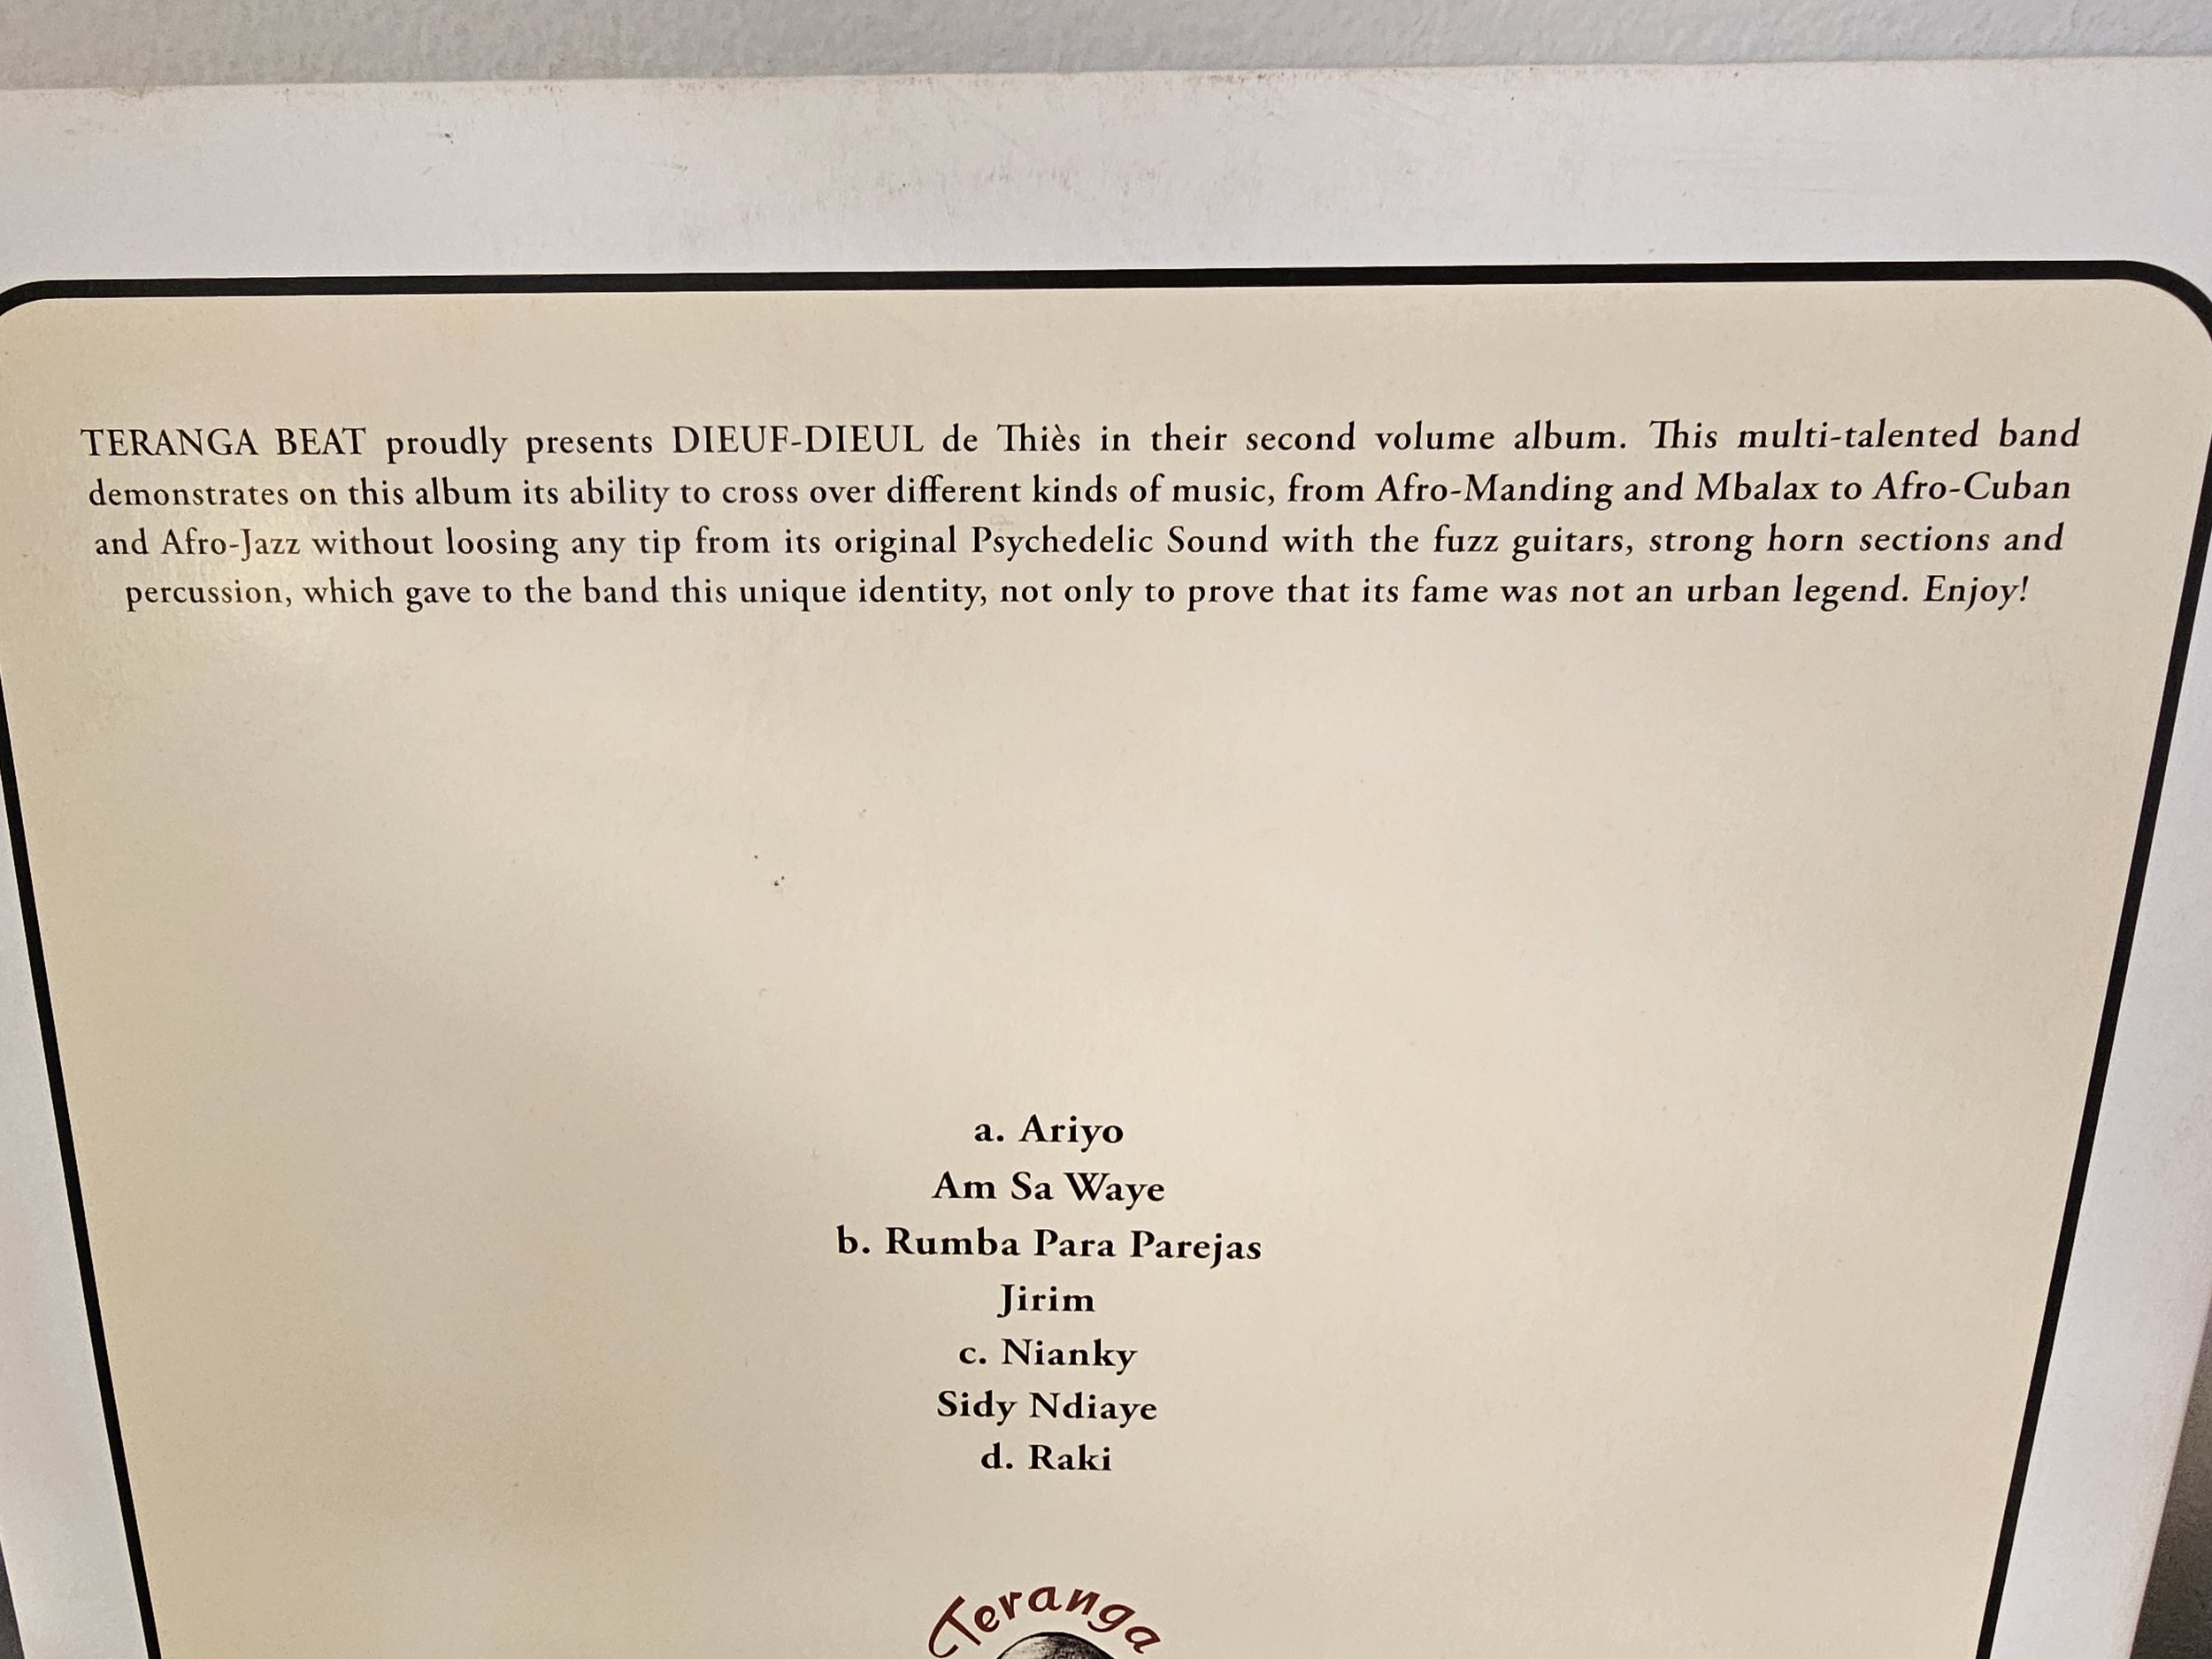 TERANGA BEAT proudly presents DIEUF-DIEUL de Thiès in their second volume album. This multi-talented band
demonstrates on this album its ability to cross over different kinds of music, from Afro-Manding and Mbalax to Afro-Cuban
and Afro-Jazz without loosing any tip from its original Psychedelic Sound with the fuzz guitars, strong horn sections and
percussion, which gave to the band this unique identity, not only to prove that its fame was not an urban legend. Enjoy!
a. Ariyo
Am Sa Waye
b. Rumba Para Parejas
Jirim
c. Nianky
Sidy Ndiaye
d. Raki
Teranga